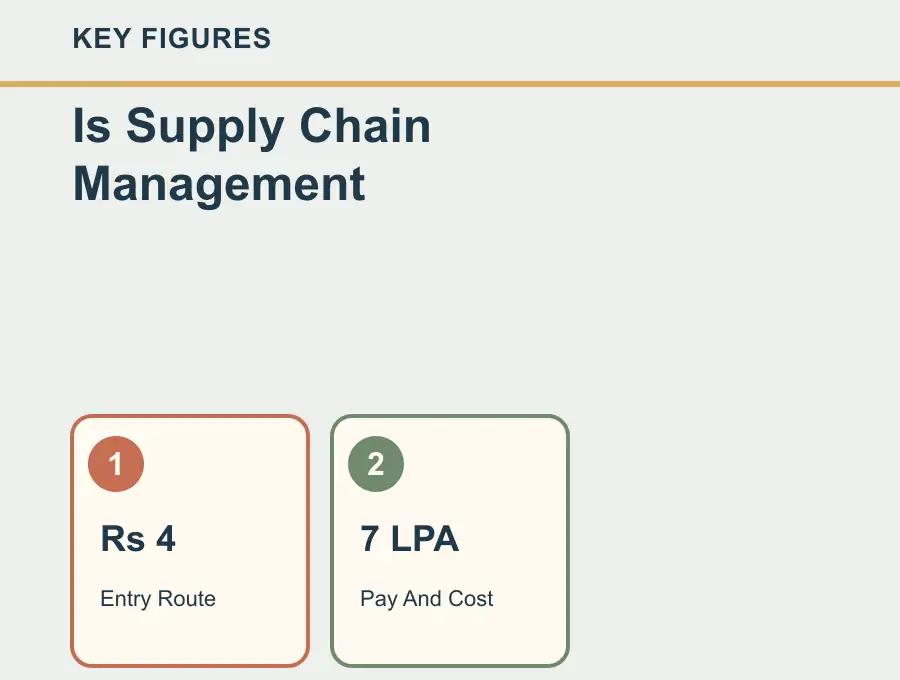 KEY FIGURES
Is Supply Chain
Management
1
Rs 4
Entry Route
2
7 LPA
Pay And Cost